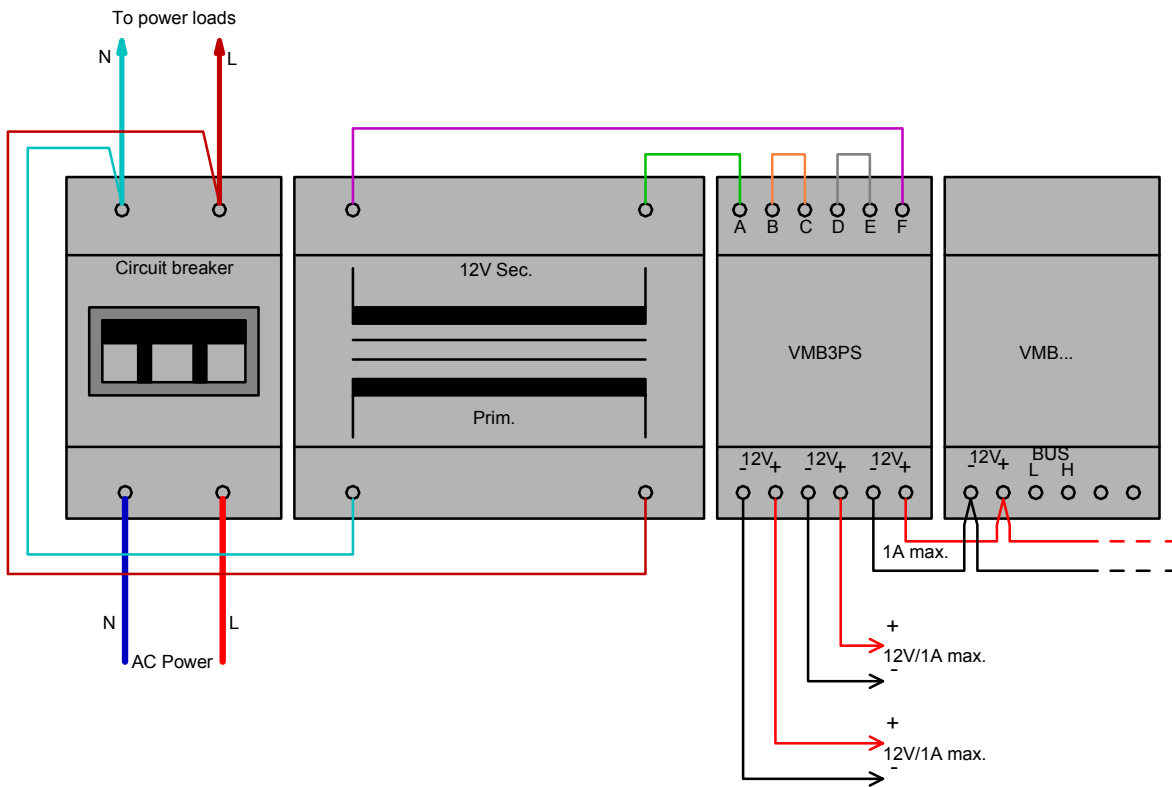 To power loads
N L
A B C D E F
Circuit breaker
12V Sec.
VMB3PS
VMB...
Prim.
- 12V + - 12V + - 12V +
- 12V + BUS
L H
1A max.
N L
AC Power
+
12V/1A max.
-
+
12V/1A max.
-